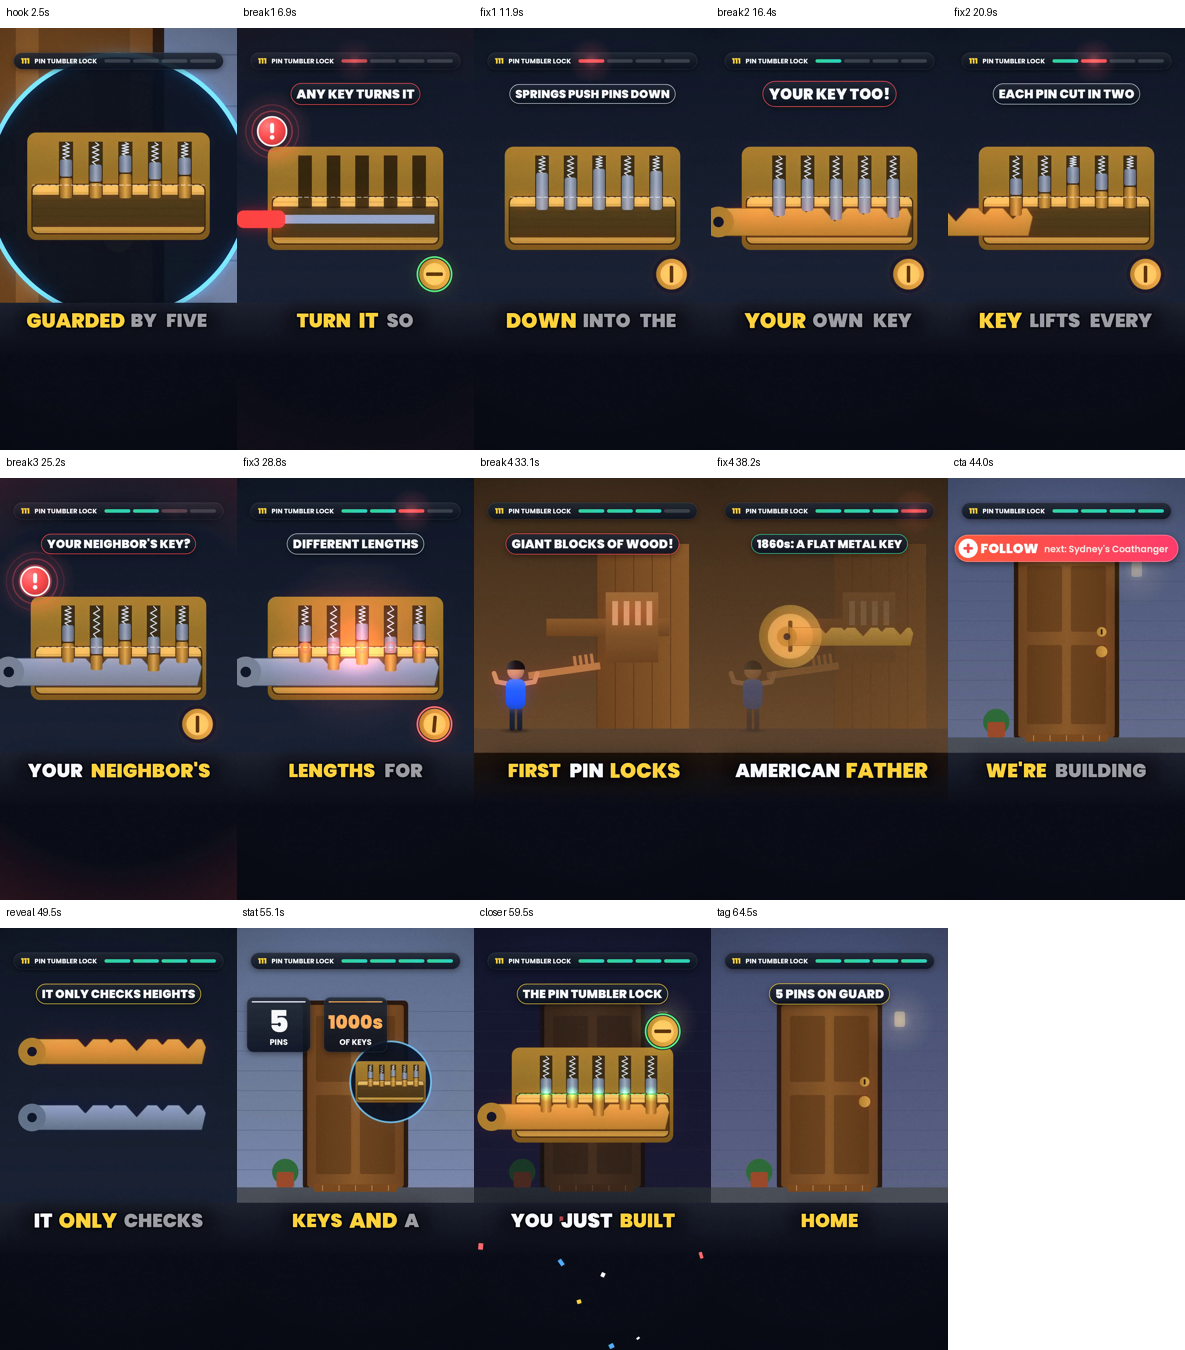 hook 2.5s
PIN TUMBLER LOCK
GUARDED BY FIVE
break1 6.9s
PIN TUMBLER LOCK
ANY KEY TURNS IT
!
TURN IT SO
fix1 11.9s
PIN TUMBLER LOCK
SPRINGS PUSH PINS DOWN
DOWN INTO THE
break2 16.4s
PIN TUMBLER LOCK
YOUR KEY TOO!
YOUR OWN KEY
fix2 20.9s
PIN TUMBLER LOCK
EACH PIN CUT IN TWO
KEY LIFTS EVERY
break3 25.2s
PIN TUMBLER LOCK
YOUR NEIGHBOR'S KEY?
!
YOUR NEIGHBOR'S
fix3 28.8s
PIN TUMBLER LOCK
DIFFERENT LENGTHS
LENGTHS FOR
break4 33.1s
PIN TUMBLER LOCK
GIANT BLOCKS OF WOOD!
FIRST PIN LOCKS
fix4 38.2s
PIN TUMBLER LOCK
1860s: A FLAT METAL KEY
AMERICAN FATHER
cta 44.0s
PIN TUMBLER LOCK
FOLLOW next: Sydney's Coathanger
WE'RE BUILDING
reveal 49.5s
PIN TUMBLER LOCK
IT ONLY CHECKS HEIGHTS
IT ONLY CHECKS
stat 55.1s
PIN TUMBLER LOCK
5
PINS
1000s
OF KEYS
KEYS AND A
closer 59.5s
PIN TUMBLER LOCK
THE PIN TUMBLER LOCK
YOU JUST BUILT
tag 64.5s
PIN TUMBLER LOCK
5 PINS ON GUARD
HOME